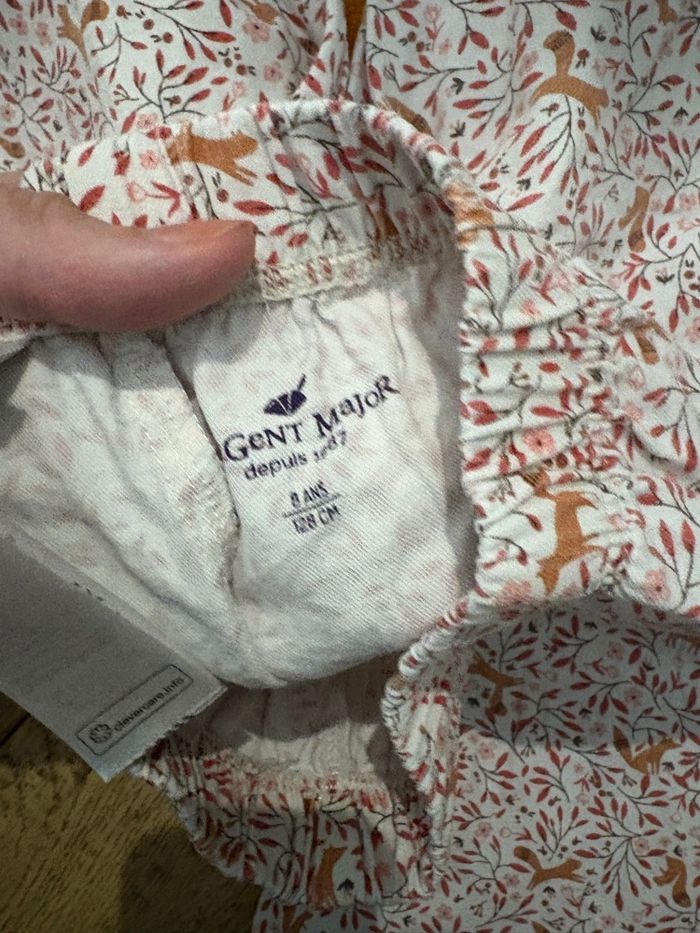 GeNT MajoR
depuis
8 ANS
128 CM
clevercare.info